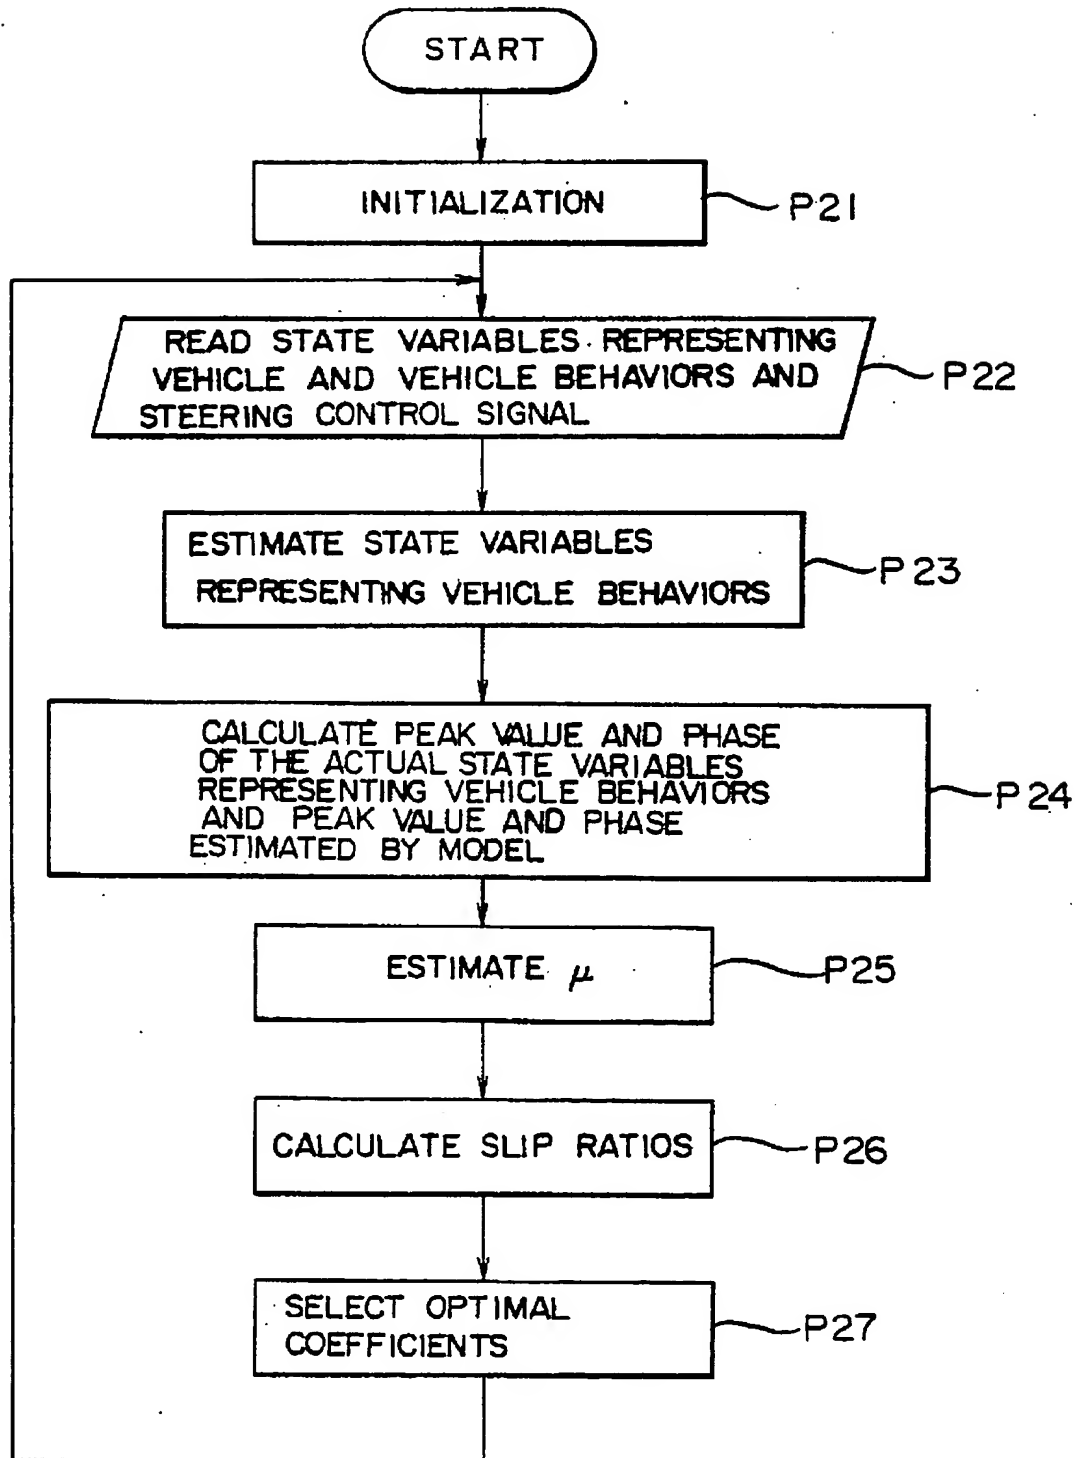 START
INITIALIZATION
P21
READ STATE VARIABLES REPRESENTING
VEHICLE AND VEHICLE BEHAVIORS AND
STEERING CONTROL SIGNAL
P22
ESTIMATE STATE VARIABLES
REPRESENTING VEHICLE BEHAVIORS
P23
CALCULATE PEAK VALUE AND PHASE
OF THE ACTUAL STATE VARIABLES
REPRESENTING VEHICLE BEHAVIORS
AND PEAK VALUE AND PHASE
ESTIMATED BY MODEL
P24
ESTIMATE μ
P25
CALCULATE SLIP RATIOS
P26
SELECT OPTIMAL
COEFFICIENTS
P27